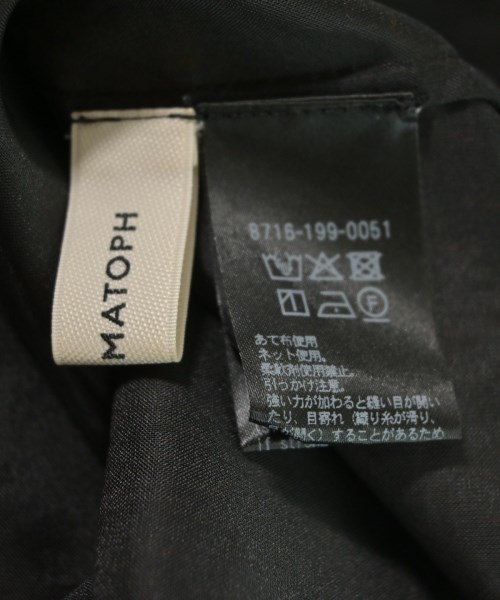 MATOPH
8716-199-0051
F
あて布使用
ネット使用。
柔軟剤使用禁止。
引っかけ注意。
強い力が加わると縫い目が開い
たり、目寄れ(織り糸が滑り、
く)することがあるため
If